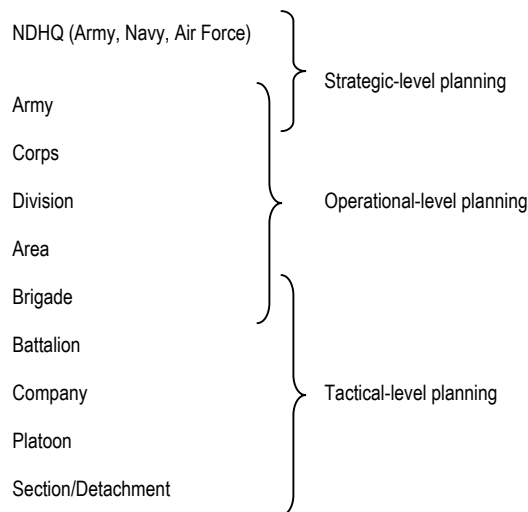 NDHQ (Army, Navy, Air Force)
Strategic-level planning
Army
Corps
Division
Operational-level planning
Area
Brigade
Battalion
Company
Tactical-level planning
Platoon
Section/Detachment